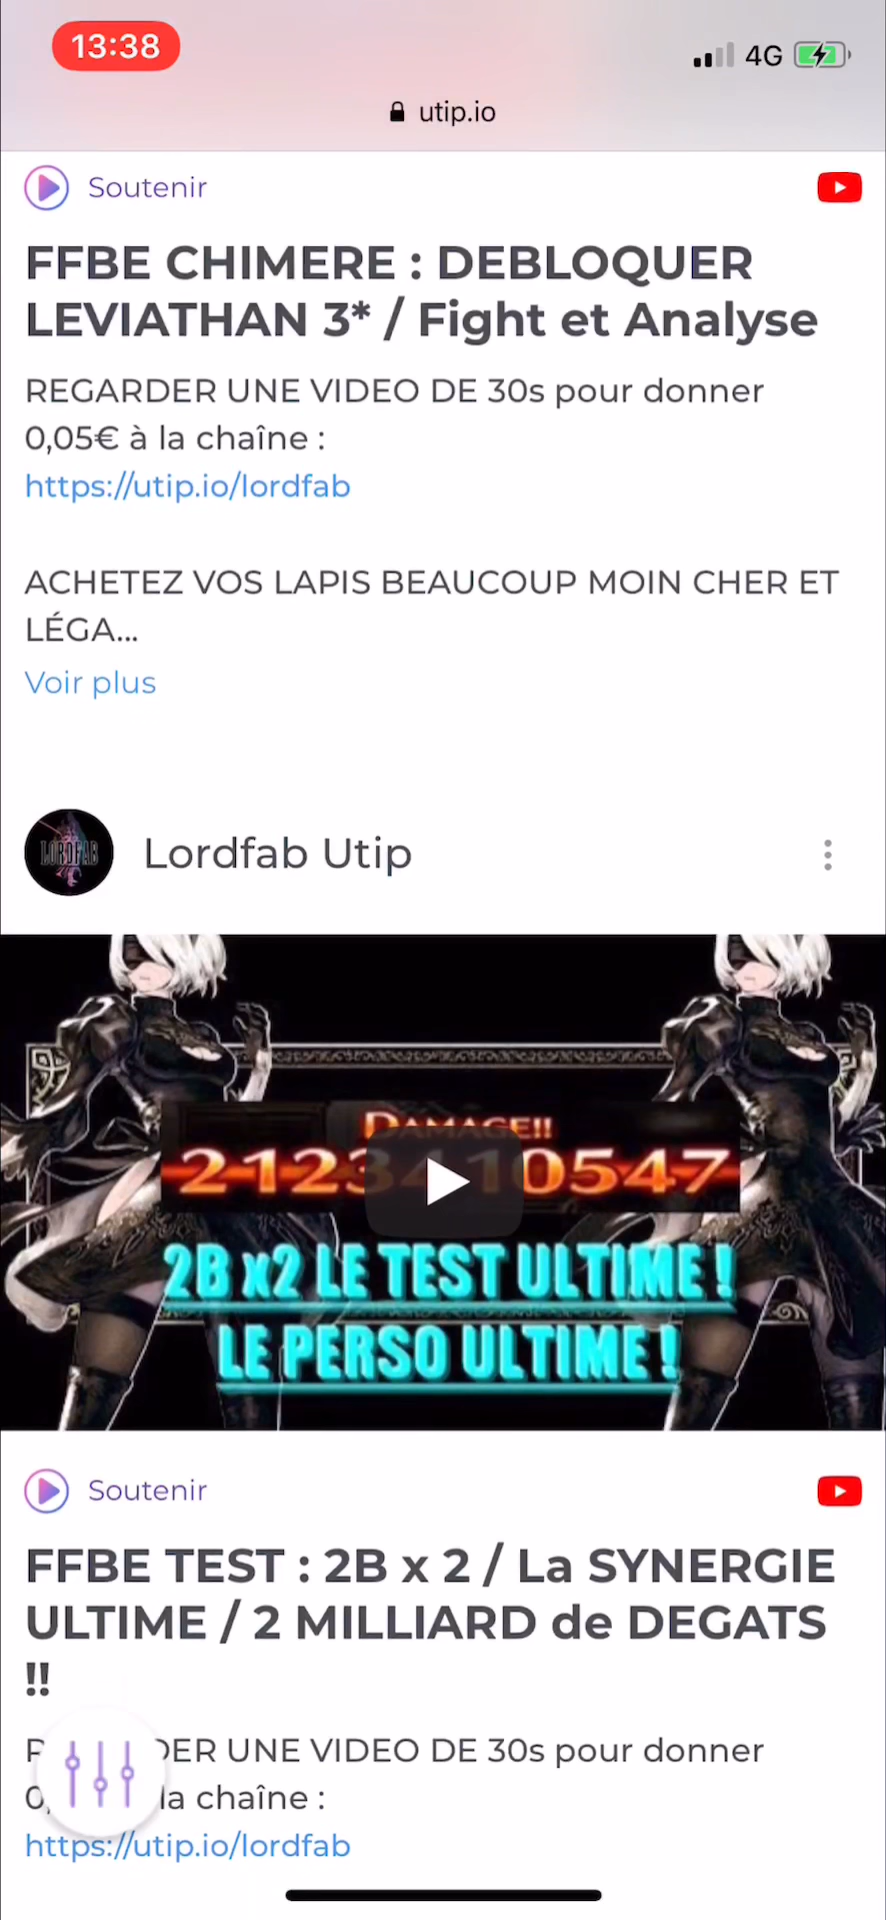 13:38
4G
utip.io
Soutenir
FFBE CHIMERE : DEBLOQUER
LEVIATHAN 3* / Fight et Analyse
REGARDER UNE VIDEO DE 30s pour donner
0,05€ à la chaîne :
https://utip.io/lordfab
ACHETEZ VOS LAPIS BEAUCOUP MOIN CHER ET
LÉGA...
Voir plus
LORDFAB
Lordfab Utip
DAMAGE!!
2123410547
2B x2 LE TEST ULTIME !
LE PERSO ULTIME !
Soutenir
FFBE TEST : 2B x 2 / La SYNERGIE
ULTIME / 2 MILLIARD de DEGATS
!!
DER UNE VIDEO DE 30s pour donner
la chaîne :
https://utip.io/lordfab